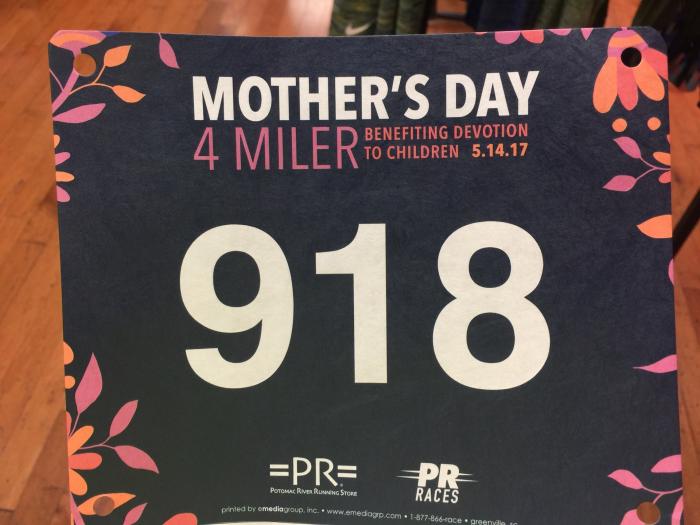 MOTHER'S DAY
4 MILER BENEFITING DEVOTION
TO CHILDREN 5.14.17
918
=PR= PR
POTOMAC RIVER RUNNING STORE RACES
printed by emediagroup, inc. • www.emediagrp.com • 1-877-866-race • greenville, sc